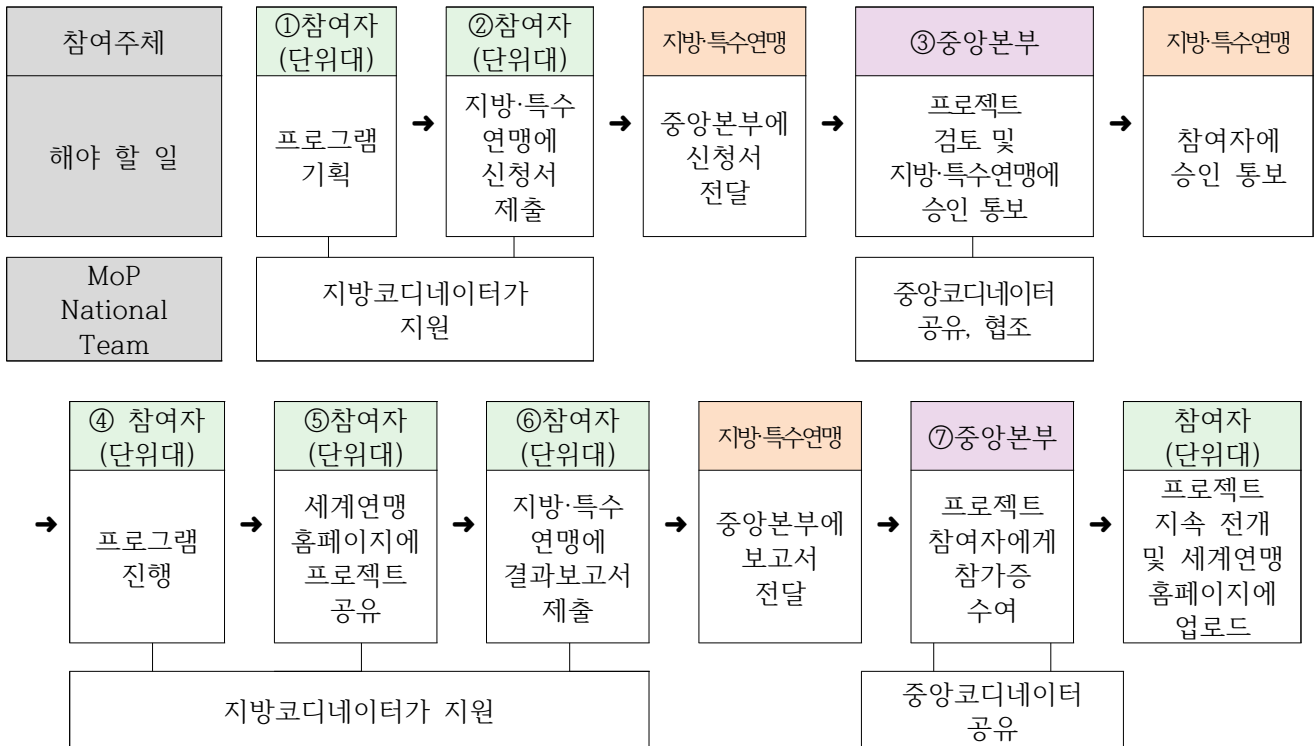 참여주체
①참여자
(단위대)
②참여자
(단위대)
지방·특수연맹
③중앙본부
지방·특수연맹
해야 할 일
프로그램
기획
➜
지방·특수
연맹에
신청서
제출
➜
중앙본부에
신청서
전달
➜
프로젝트
검토 및
지방·특수연맹에
승인 통보
➜
참여자에
승인 통보
MoP
National
Team
지방코디네이터가
지원
중앙코디네이터
공유, 협조
④ 참여자
(단위대)
⑤참여자
(단위대)
⑥참여자
(단위대)
지방·특수연맹
⑦중앙본부
참여자
(단위대)
➜
프로그램
진행
➜
세계연맹
홈페이지에
프로젝트
공유
➜
지방·특수
연맹에
결과보고서
제출
➜
중앙본부에
보고서
전달
➜
프로젝트
참여자에게
참가증
수여
➜
프로젝트
지속 전개
및 세계연맹
홈페이지에
업로드
지방코디네이터가 지원
중앙코디네이터
공유